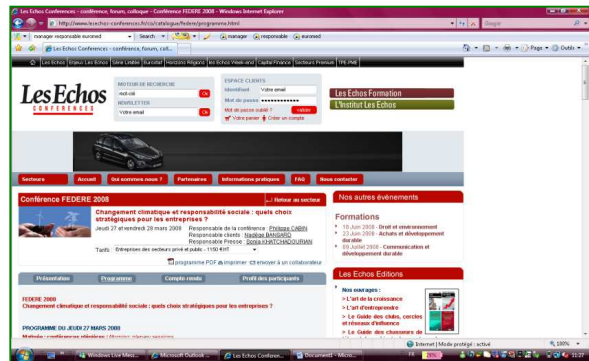 Les Echos Conferences - conférence, forum, colloque - Conférence FEDERE 2008 - Windows Internet Explorer
http://www.lesechos-conferences.fr/co/catalogue/federe/programme.html
Google
manager responsable euromed
Search
manager
responsable
euromed
Les Echos Conferences - conférence, forum, coll...
Page
Outils
Les Echos
Enjeux Les Echos
Série Limitée
Eurostaf
Horizons Régions
les Echos Week-end
Capital Finance
Secteurs Premium
TPE-PME
LesEchos
CONFERENCES
MOTEUR DE RECHERCHE
mot-clé
Ok
NEWSLETTER
Votre email
Ok
ESPACE CLIENTS
Identifiant
Votre email
Mot de passe
Mot de passe oublié ?
valider
Votre panier
Créer un compte
Les Echos Formation
L'Institut Les Echos
Secteurs
Accueil
Qui sommes-nous ?
Partenaires
Informations pratiques
FAQ
Nous contacter
Conférence FEDERE 2008
Retour au secteur
Changement climatique et responsabilité sociale : quels choix
stratégiques pour les entreprises ?
Jeudi 27 et vendredi 28 mars 2008
Responsable de la conférence : Philippe CABIN
Responsable clients : Nadège BANGARD
Responsable Presse : Sonia KHATCHADOURIAN
Tarifs : Entreprises des secteurs privé et public - 1150 €HT
programme PDF
imprimer
envoyer à un collaborateur
Présentation
Programme
Compte-rendu
Profil des participants
FEDERE 2008
Changement climatique et responsabilité sociale : quels choix stratégiques pour les entreprises ?
PROGRAMME DU JEUDI 27 MARS 2008
Nos autres évènements
Formations
18 Juin 2008 - Droit et environnement
23 Juin 2008 - Achats et développement
durable
09 Juillet 2008 - Communication et
développement durable
Les Echos Editions
Nos ouvrages :
> L'art de la croissance
> L'art d'entreprendre
> Le Guide des clubs, cercles
et réseaux d'influence
> Le Guide des chasseurs de
Internet | Mode protégé : activé
100%
Windows Live Mess...
Microsoft Outlook ...
Les Echos Conferen...
Document1 - Micro...
FR
11:27